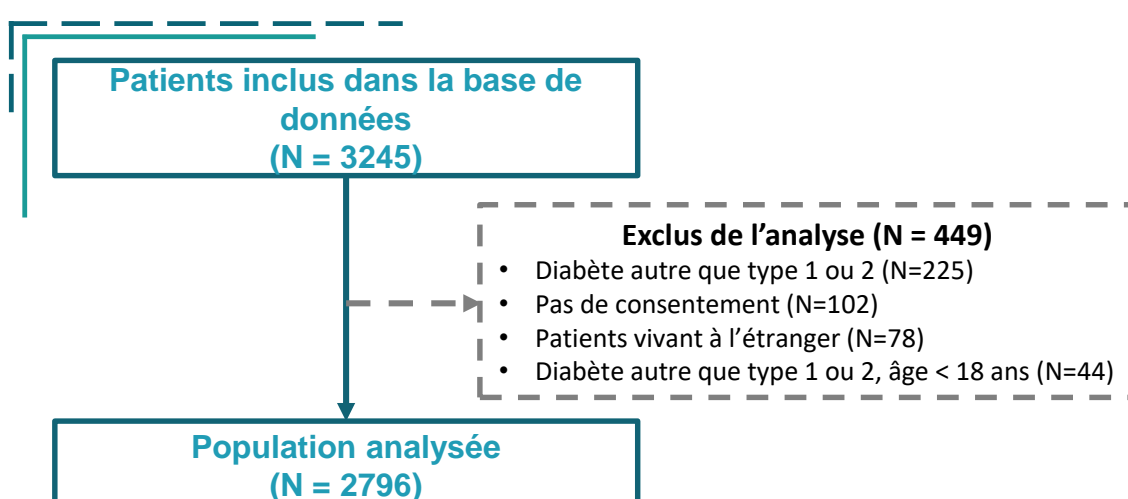 Patients inclus dans la base de
données
(N = 3245)
Exclus de l’analyse (N = 449)
• Diabète autre que type 1 ou 2 (N=225)
• Pas de consentement (N=102)
• Patients vivant à l’étranger (N=78)
• Diabète autre que type 1 ou 2, âge < 18 ans (N=44)
Population analysée
(N = 2796)